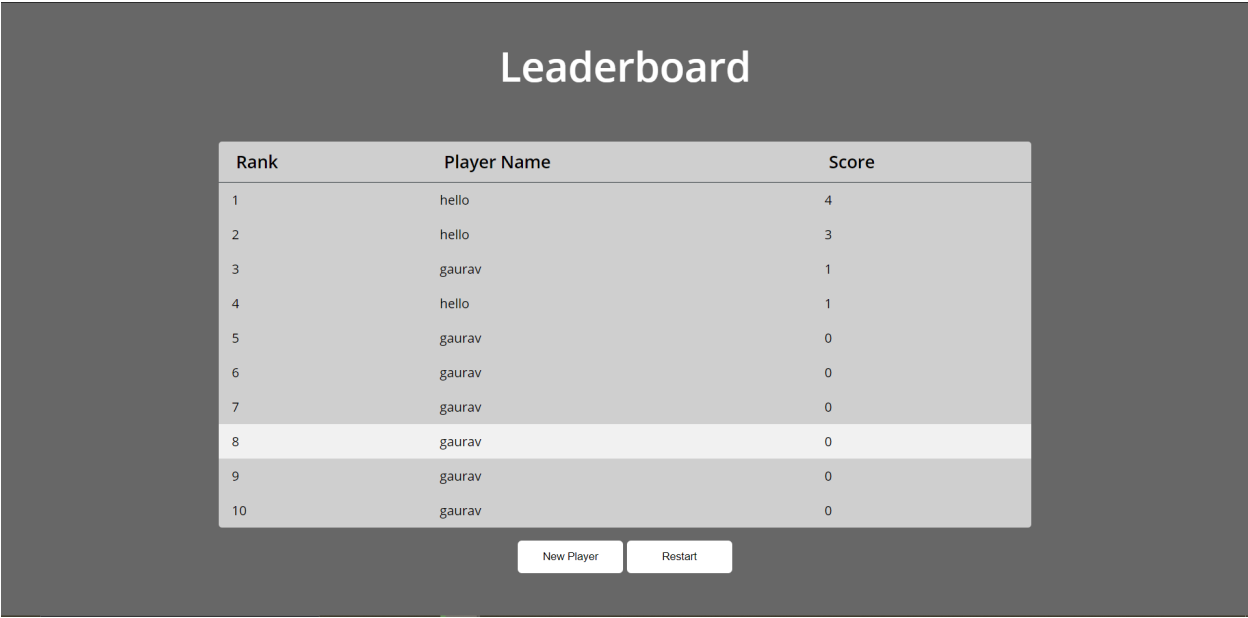 Leaderboard
Rank Player Name Score
1 hello 4
2 hello 3
3 gaurav 1
4 hello 1
5 gaurav 0
6 gaurav 0
7 gaurav 0
8 gaurav 0
9 gaurav 0
10 gaurav 0
New Player Restart